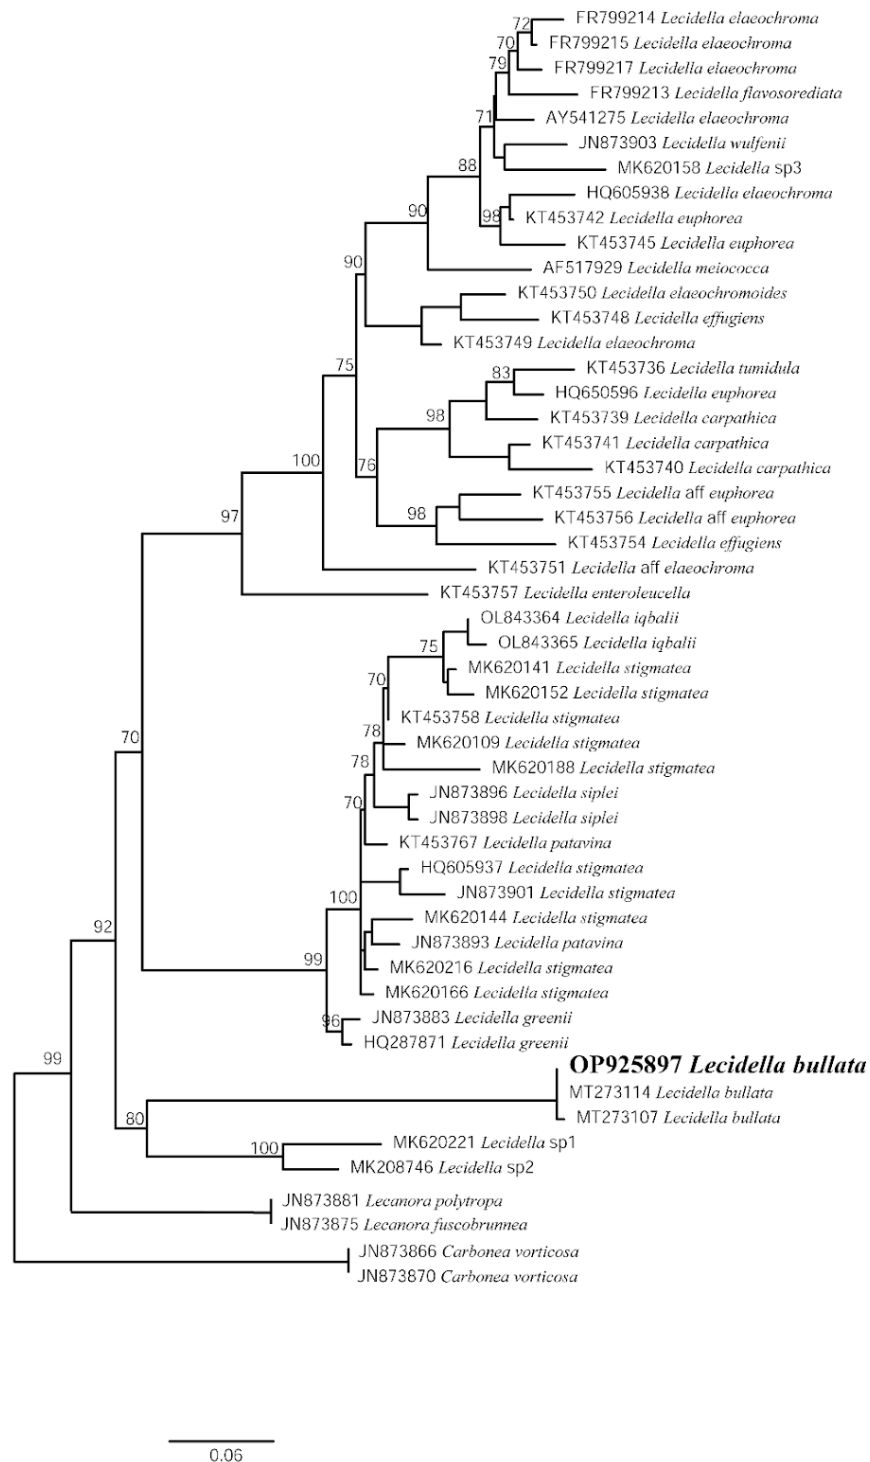 FR799214 Lecidella elaeochroma
72
FR799215 Lecidella elaeochroma
70
FR799217 Lecidella elaeochroma
79
FR799213 Lecidella flavosorediata
71
AY541275 Lecidella elaeochroma
JN873903 Lecidella wulfenii
88
MK620158 Lecidella sp3
HQ605938 Lecidella elaeochroma
90
98
KT453742 Lecidella euphorea
KT453745 Lecidella euphorea
90
AF517929 Lecidella meiococca
KT453750 Lecidella elaeochromoides
KT453748 Lecidella effugiens
KT453749 Lecidella elaeochroma
75
KT453736 Lecidella tumidula
83
HQ650596 Lecidella euphorea
98
KT453739 Lecidella carpathica
KT453741 Lecidella carpathica
100
76
KT453740 Lecidella carpathica
KT453755 Lecidella aff euphorea
97
98
KT453756 Lecidella aff euphorea
KT453754 Lecidella effugiens
KT453751 Lecidella aff elaeochroma
KT453757 Lecidella enteroleucella
OL843364 Lecidella iqbalii
75
OL843365 Lecidella iqbalii
MK620141 Lecidella stigmatea
70
MK620152 Lecidella stigmatea
KT453758 Lecidella stigmatea
70
78
MK620109 Lecidella stigmatea
78
MK620188 Lecidella stigmatea
JN873896 Lecidella siplei
70
JN873898 Lecidella siplei
KT453767 Lecidella patavina
HQ605937 Lecidella stigmatea
100
JN873901 Lecidella stigmatea
MK620144 Lecidella stigmatea
92
JN873893 Lecidella patavina
99
MK620216 Lecidella stigmatea
MK620166 Lecidella stigmatea
96
JN873883 Lecidella greenii
HQ287871 Lecidella greenii
99
OP925897 Lecidella bullata
MT273114 Lecidella bullata
80
MT273107 Lecidella bullata
100
MK620221 Lecidella sp1
MK208746 Lecidella sp2
JN873881 Lecanora polytropa
JN873875 Lecanora fuscobrunnea
JN873866 Carbonea vorticosa
JN873870 Carbonea vorticosa
0.06